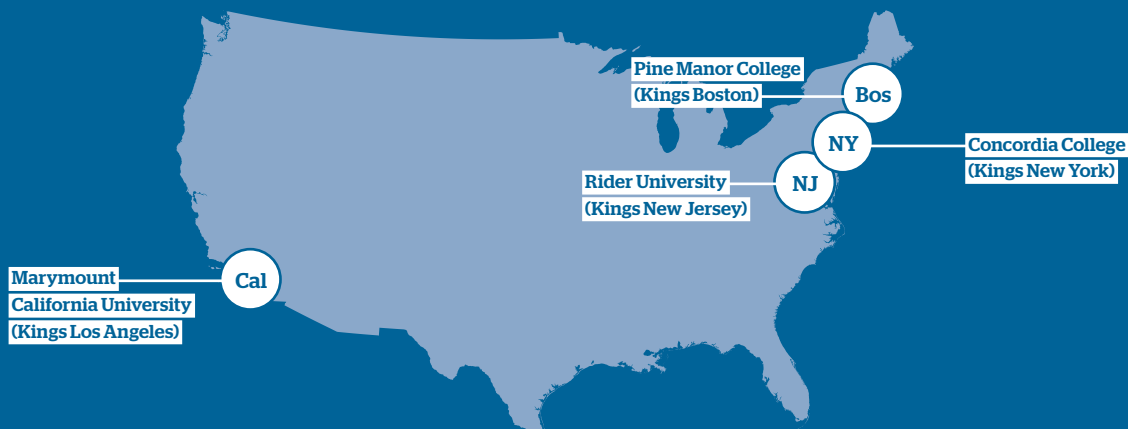 Pine Manor College
(Kings Boston)
Bos
NY
Concordia College
(Kings New York)
Rider University
(Kings New Jersey)
NJ
Marymount
California University
(Kings Los Angeles)
Cal